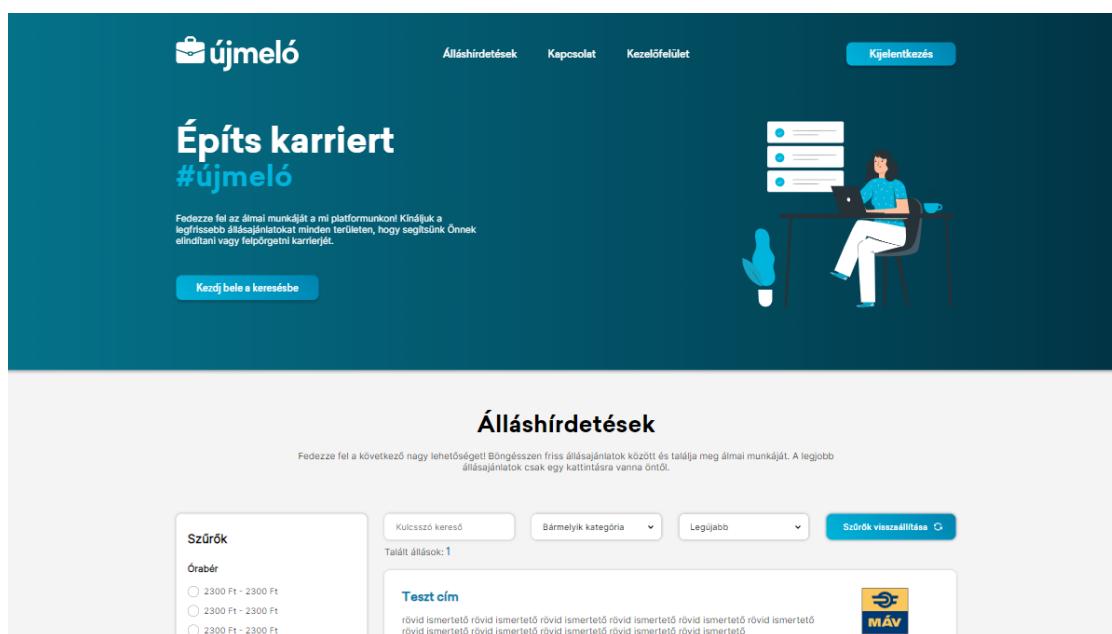 újmeló
Álláshirdetések Kapcsolat Kezelőfelület
Kijelentkezés
Építs karriert
#újmeló
Fedezze fel az álmai munkáját a mi platformunkon! Kínáljuk a
legfrissebb állásajánlatokat minden területen, hogy segítsünk Önnek
elindítani vagy felpörgetni karrierjét.
Kezdj bele a keresésbe
Álláshírdetések
Fedezze fel a következő nagy lehetőséget! Böngésszen friss állásajánlatok között és találja meg álmai munkáját. A legjobb
állásajánlatok csak egy kattintásra vanna öntől.
Szűrők
Órabér
2300 Ft - 2300 Ft
2300 Ft - 2300 Ft
2300 Ft - 2300 Ft
Kulcsszó kereső
Bármelyik kategória
Legújabb
Szűrők visszaállítása
Talált állások: 1
Teszt cím
rövid ismertető rövid ismertető rövid ismertető rövid ismertető rövid ismertető rövid ismertető
rövid ismertető rövid ismertető rövid ismertető rövid ismertető rövid ismertető
MÁV